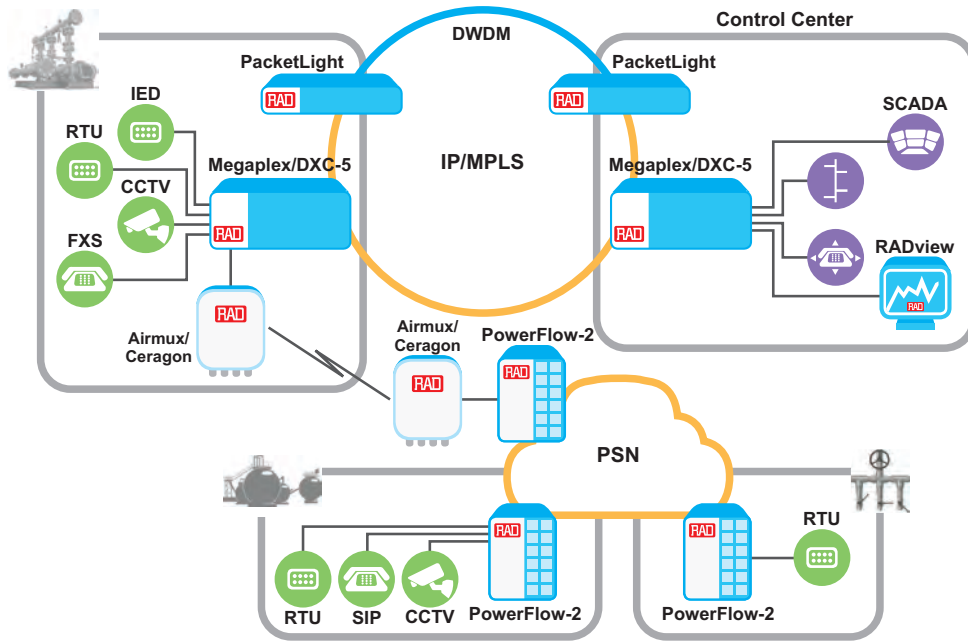 Control Center
DWDM
PacketLight
PacketLight
RAD
RAD
IED
RTU
CCTV
FXS
Megaplex/DXC-5
RAD
IP/MPLS
Megaplex/DXC-5
RAD
SCADA
RADview
RAD
Airmux/
Ceragon
RAD
Airmux/
Ceragon
RAD
PowerFlow-2
RAD
PSN
RAD
RTU
SIP
CCTV
PowerFlow-2
RAD
PowerFlow-2
RTU